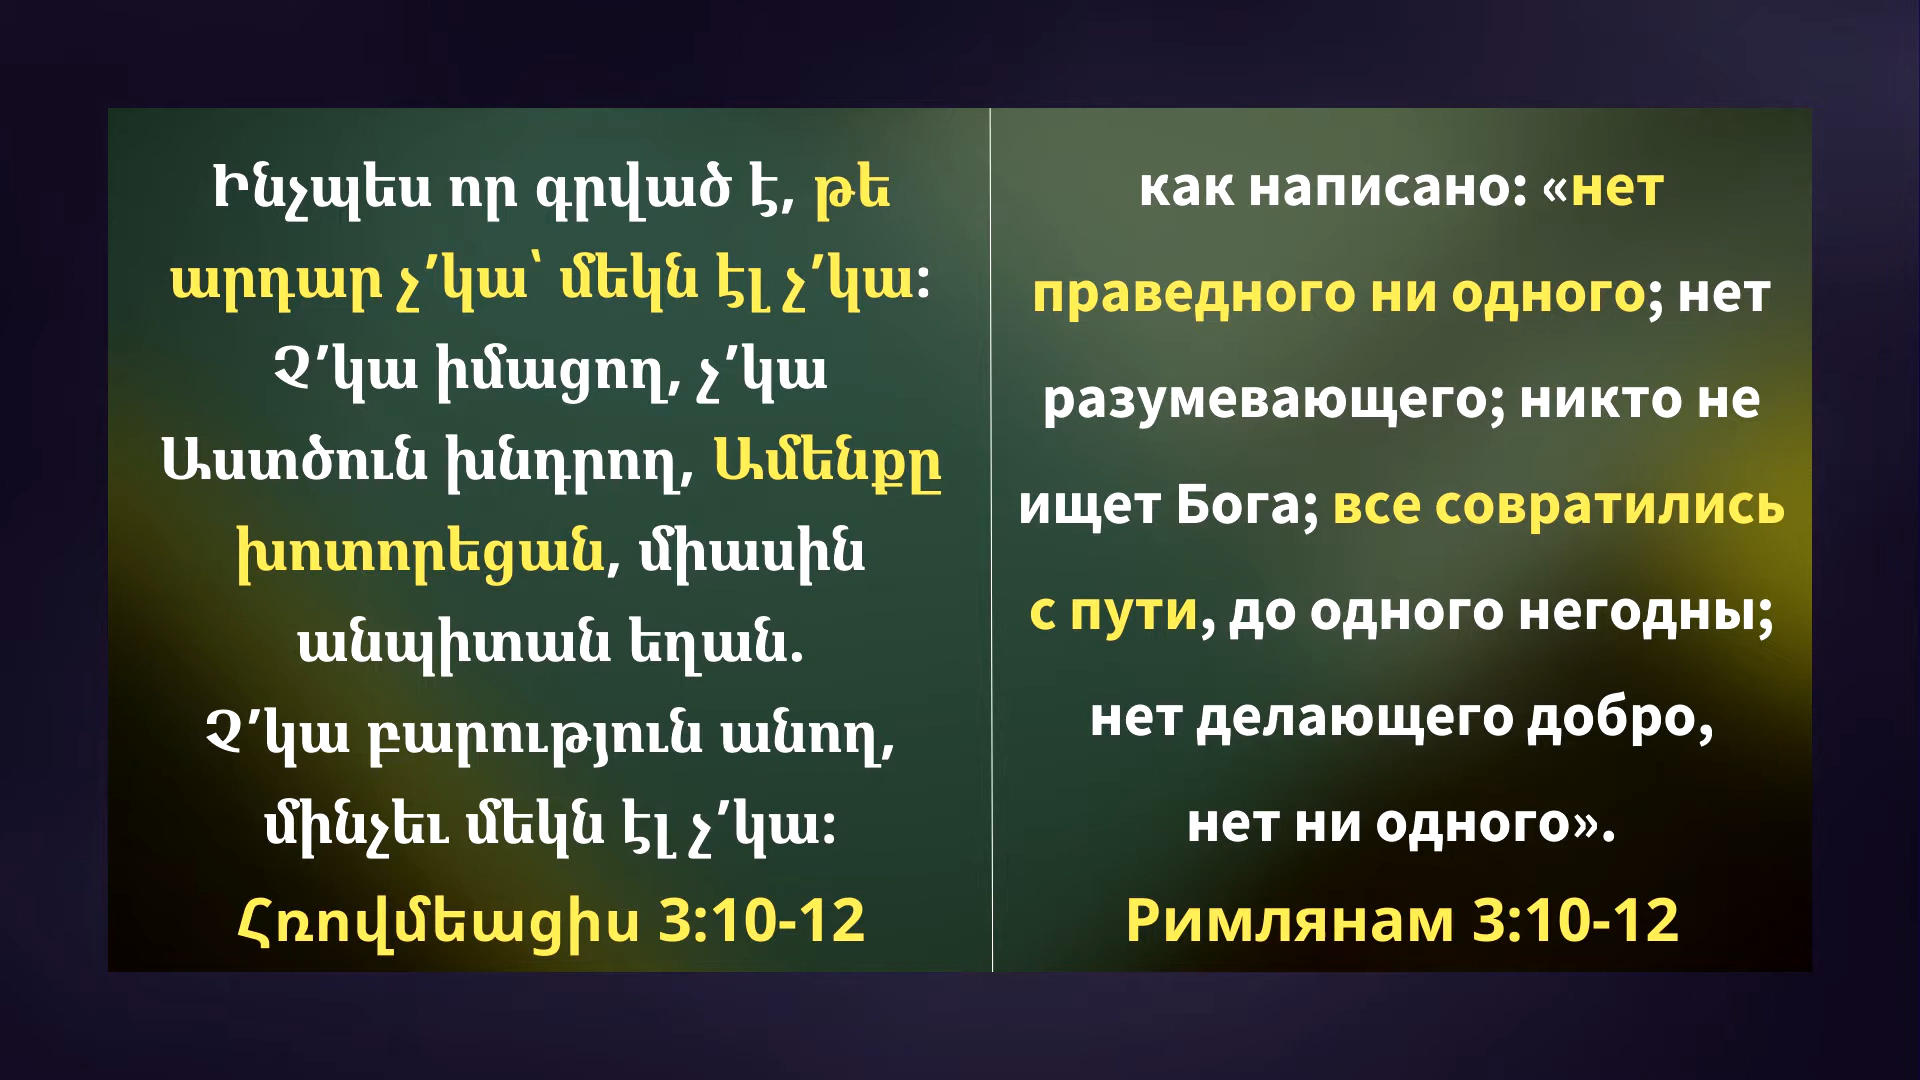 Ինչպես որ գրված է, թե
արդար չ’կա՝ մեկն էլ չ’կա։
Չ’կա իմացող, չ’կա
Աստծուն խնդրող, Ամենքը
խոտորեցան, միասին
անպիտան եղան.
Չ’կա բարություն անող,
մինչեւ մեկն էլ չ’կա։
Հռովմեացիս 3:10-12
как написано: «нет
праведного ни одного; нет
разумевающего; никто не
ищет Бога; все совратились
с пути, до одного негодны;
нет делающего добро,
нет ни одного».
Римлянам 3:10-12